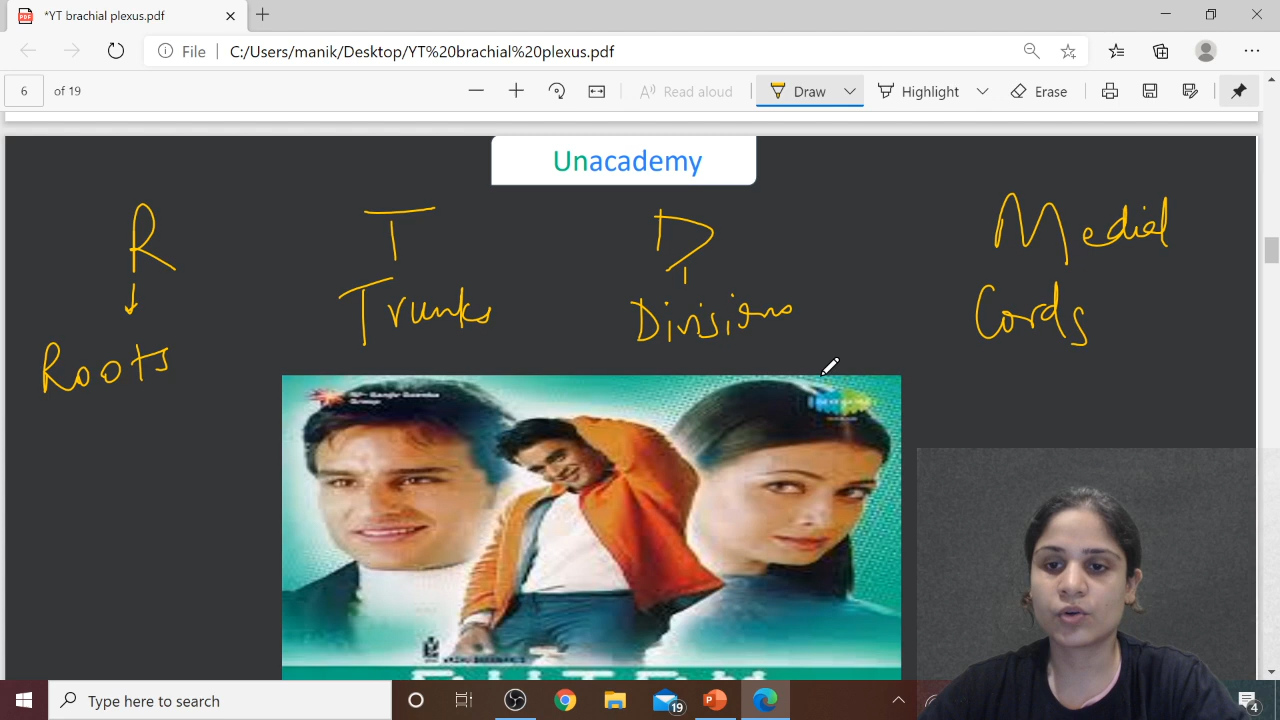 *YT brachial plexus.pdf
File
C:/Users/manik/Desktop/YT%20brachial%20plexus.pdf
6 of 19
Read aloud
Draw
Highlight
Erase
Unacademy
R T D Medial
Trunks Divisions Cords
Roots
Type here to search
19
4